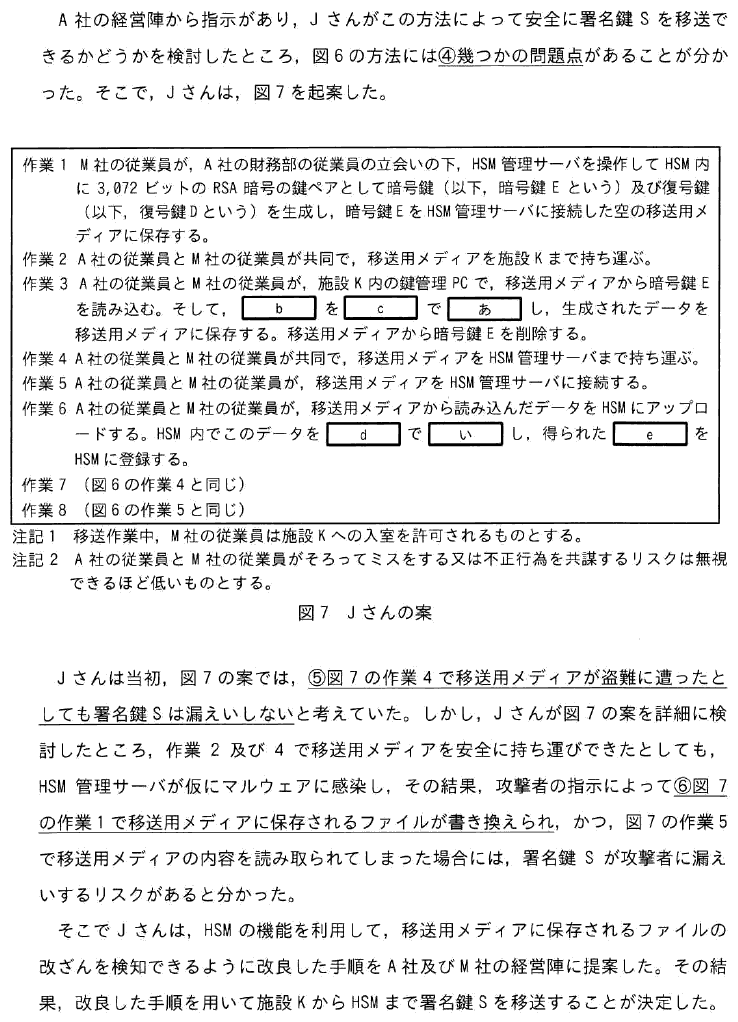 A社の経営陣から指示があり，Jさんがこの方法によって安全に署名鍵Sを移送で
きるかどうかを検討したところ，図6の方法には④幾つかの問題点があることが分か
った。そこで，Jさんは，図7を起案した。
作業1 M社の従業員が，A社の財務部の従業員の立会いの下，HSM管理サーバを操作してHSM内
に3,072ビットのRSA暗号の鍵ペアとして暗号鍵（以下，暗号鍵Eという）及び復号鍵
（以下，復号鍵Dという）を生成し，暗号鍵EをHSM管理サーバに接続した空の移送用メ
ディアに保存する。
作業2 A社の従業員とM社の従業員が共同で，移送用メディアを施設Kまで持ち運ぶ。
作業3 A社の従業員とM社の従業員が，施設K内の鍵管理PCで，移送用メディアから暗号鍵E
を読み込む。そして， b を c で あ し，生成されたデータを
移送用メディアに保存する。移送用メディアから暗号鍵Eを削除する。
作業4 A社の従業員とM社の従業員が共同で，移送用メディアをHSM管理サーバまで持ち運ぶ。
作業5 A社の従業員とM社の従業員が，移送用メディアをHSM管理サーバに接続する。
作業6 A社の従業員とM社の従業員が，移送用メディアから読み込んだデータをHSMにアップロ
ードする。HSM内でこのデータを d で い し，得られた e を
HSMに登録する。
作業7 （図6の作業4と同じ）
作業8 （図6の作業5と同じ）
注記1 移送作業中，M社の従業員は施設Kへの入室を許可されるものとする。
注記2 A社の従業員とM社の従業員がそろってミスをする又は不正行為を共謀するリスクは無視
できるほど低いものとする。
図7 Jさんの案
Jさんは当初，図7の案では，⑤図7の作業4で移送用メディアが盗難に遭ったと
しても署名鍵Sは漏えいしないと考えていた。しかし，Jさんが図7の案を詳細に検
討したところ，作業2及び4で移送用メディアを安全に持ち運びできたとしても，
HSM管理サーバが仮にマルウェアに感染し，その結果，攻撃者の指示によって⑥図7
の作業1で移送用メディアに保存されるファイルが書き換えられ，かつ，図7の作業5
で移送用メディアの内容を読み取られてしまった場合には，署名鍵Sが攻撃者に漏え
いするリスクがあると分かった。
そこでJさんは，HSMの機能を利用して，移送用メディアに保存されるファイルの
改ざんを検知できるように改良した手順をA社及びM社の経営陣に提案した。その結
果，改良した手順を用いて施設KからHSMまで署名鍵Sを移送することが決定した。